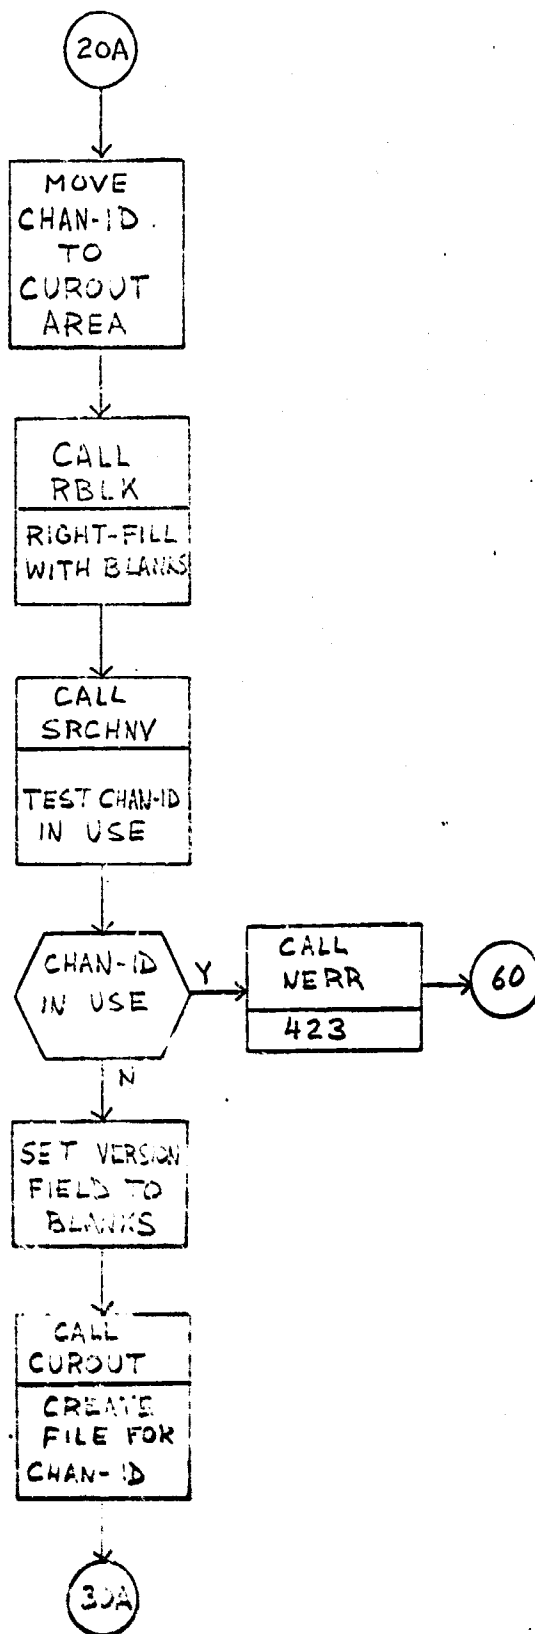 20A
MOVE
CHAN-ID
TO
CUROUT
AREA
CALL
RBLK
RIGHT-FILL
WITH BLANKS
CALL
SRCHNV
TEST CHAN-ID
IN USE
CHAN-ID
IN USE
Y
CALL
NERR
423
60
N
SET VERSION
FIELD TO
BLANKS
CALL
CUROUT
CREATE
FILE FOR
CHAN-ID
30A